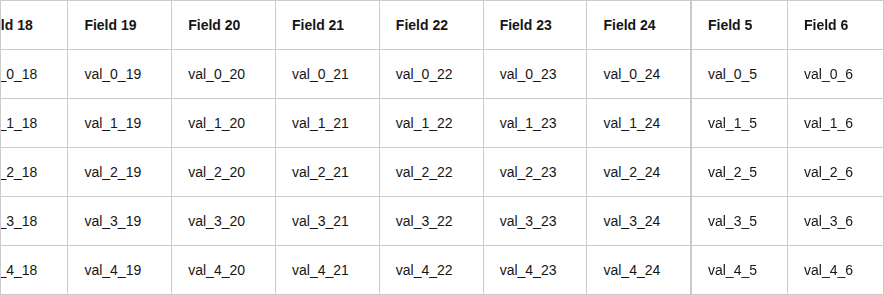 ld 18 Field 19 Field 20 Field 21 Field 22 Field 23 Field 24 Field 5 Field 6
_0_18 val_0_19 val_0_20 val_0_21 val_0_22 val_0_23 val_0_24 val_0_5 val_0_6
_1_18 val_1_19 val_1_20 val_1_21 val_1_22 val_1_23 val_1_24 val_1_5 val_1_6
_2_18 val_2_19 val_2_20 val_2_21 val_2_22 val_2_23 val_2_24 val_2_5 val_2_6
_3_18 val_3_19 val_3_20 val_3_21 val_3_22 val_3_23 val_3_24 val_3_5 val_3_6
_4_18 val_4_19 val_4_20 val_4_21 val_4_22 val_4_23 val_4_24 val_4_5 val_4_6